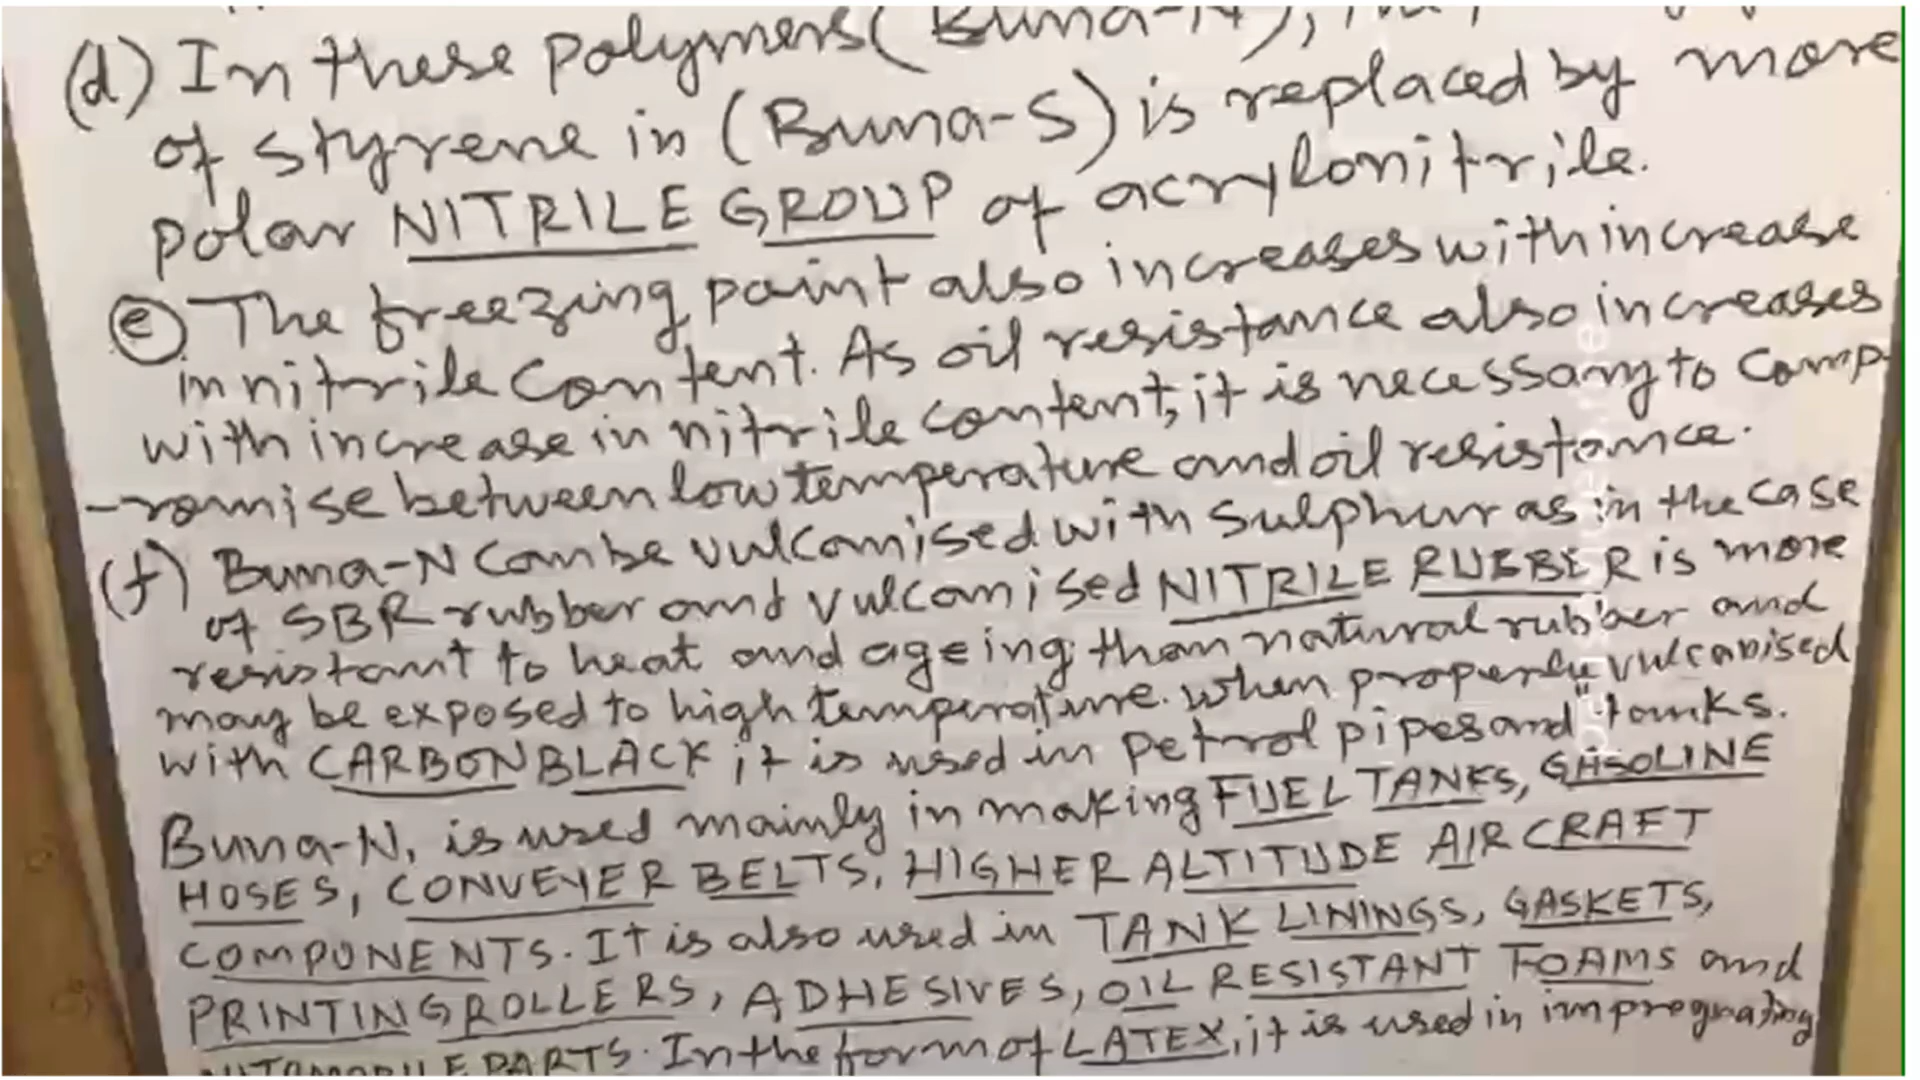 (d) In these polymers (Buna-N), the
of styrene in (Buna-S) is replaced by more
polar NITRILE GROUP of acrylonitrile.
(e) The freezing point also increases with increase
in nitrile content. As oil resistance also increases
with increase in nitrile content, it is necessary to comp-
-romise between low temperature and oil resistance.
(f) Buna-N can be vulcanised with Sulphur as in the case
of SBR rubber and vulcanised NITRILE RUBBER is more
resistant to heat and ageing than natural rubber and
may be exposed to high temperature. when properly vulcanised
with CARBON BLACK it is used in petrol pipes and tanks.
Buna-N, is used mainly in making FUEL TANKS, GASOLINE
HOSES, CONVEYER BELTS, HIGHER ALTITUDE AIR CRAFT
COMPONENTS. It is also used in TANK LININGS, GASKETS,
PRINTING ROLLERS, ADHESIVES, OIL RESISTANT FOAMS and
AUTOMOBILE PARTS. In the form of LATEX, it is used in impregnating